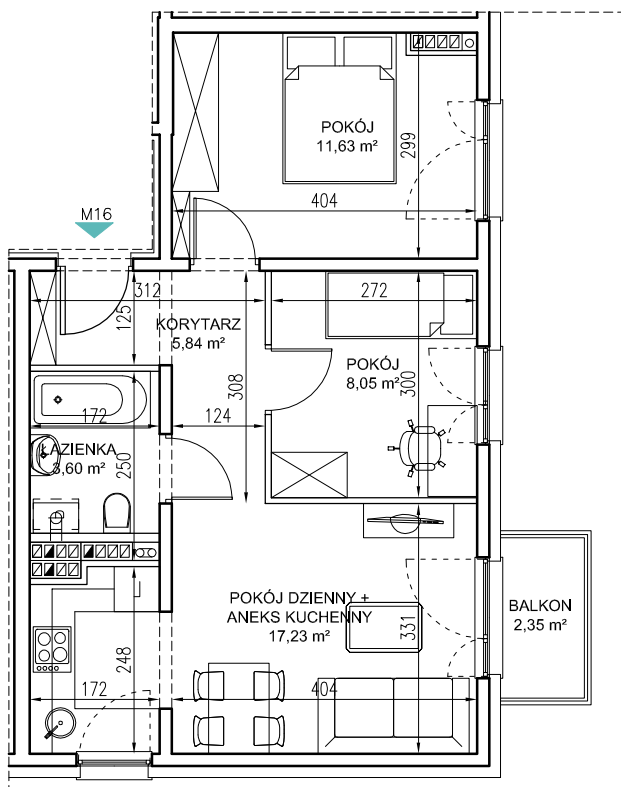 POKÓJ
11,63 m²
299
404
M16
312
272
125
KORYTARZ
5,84 m²
POKÓJ
8,05 m²
308
300
172
124
ŁAZIENKA
3,60 m²
250
POKÓJ DZIENNY +
ANEKS KUCHENNY
17,23 m²
BALKON
2,35 m²
331
248
172
404